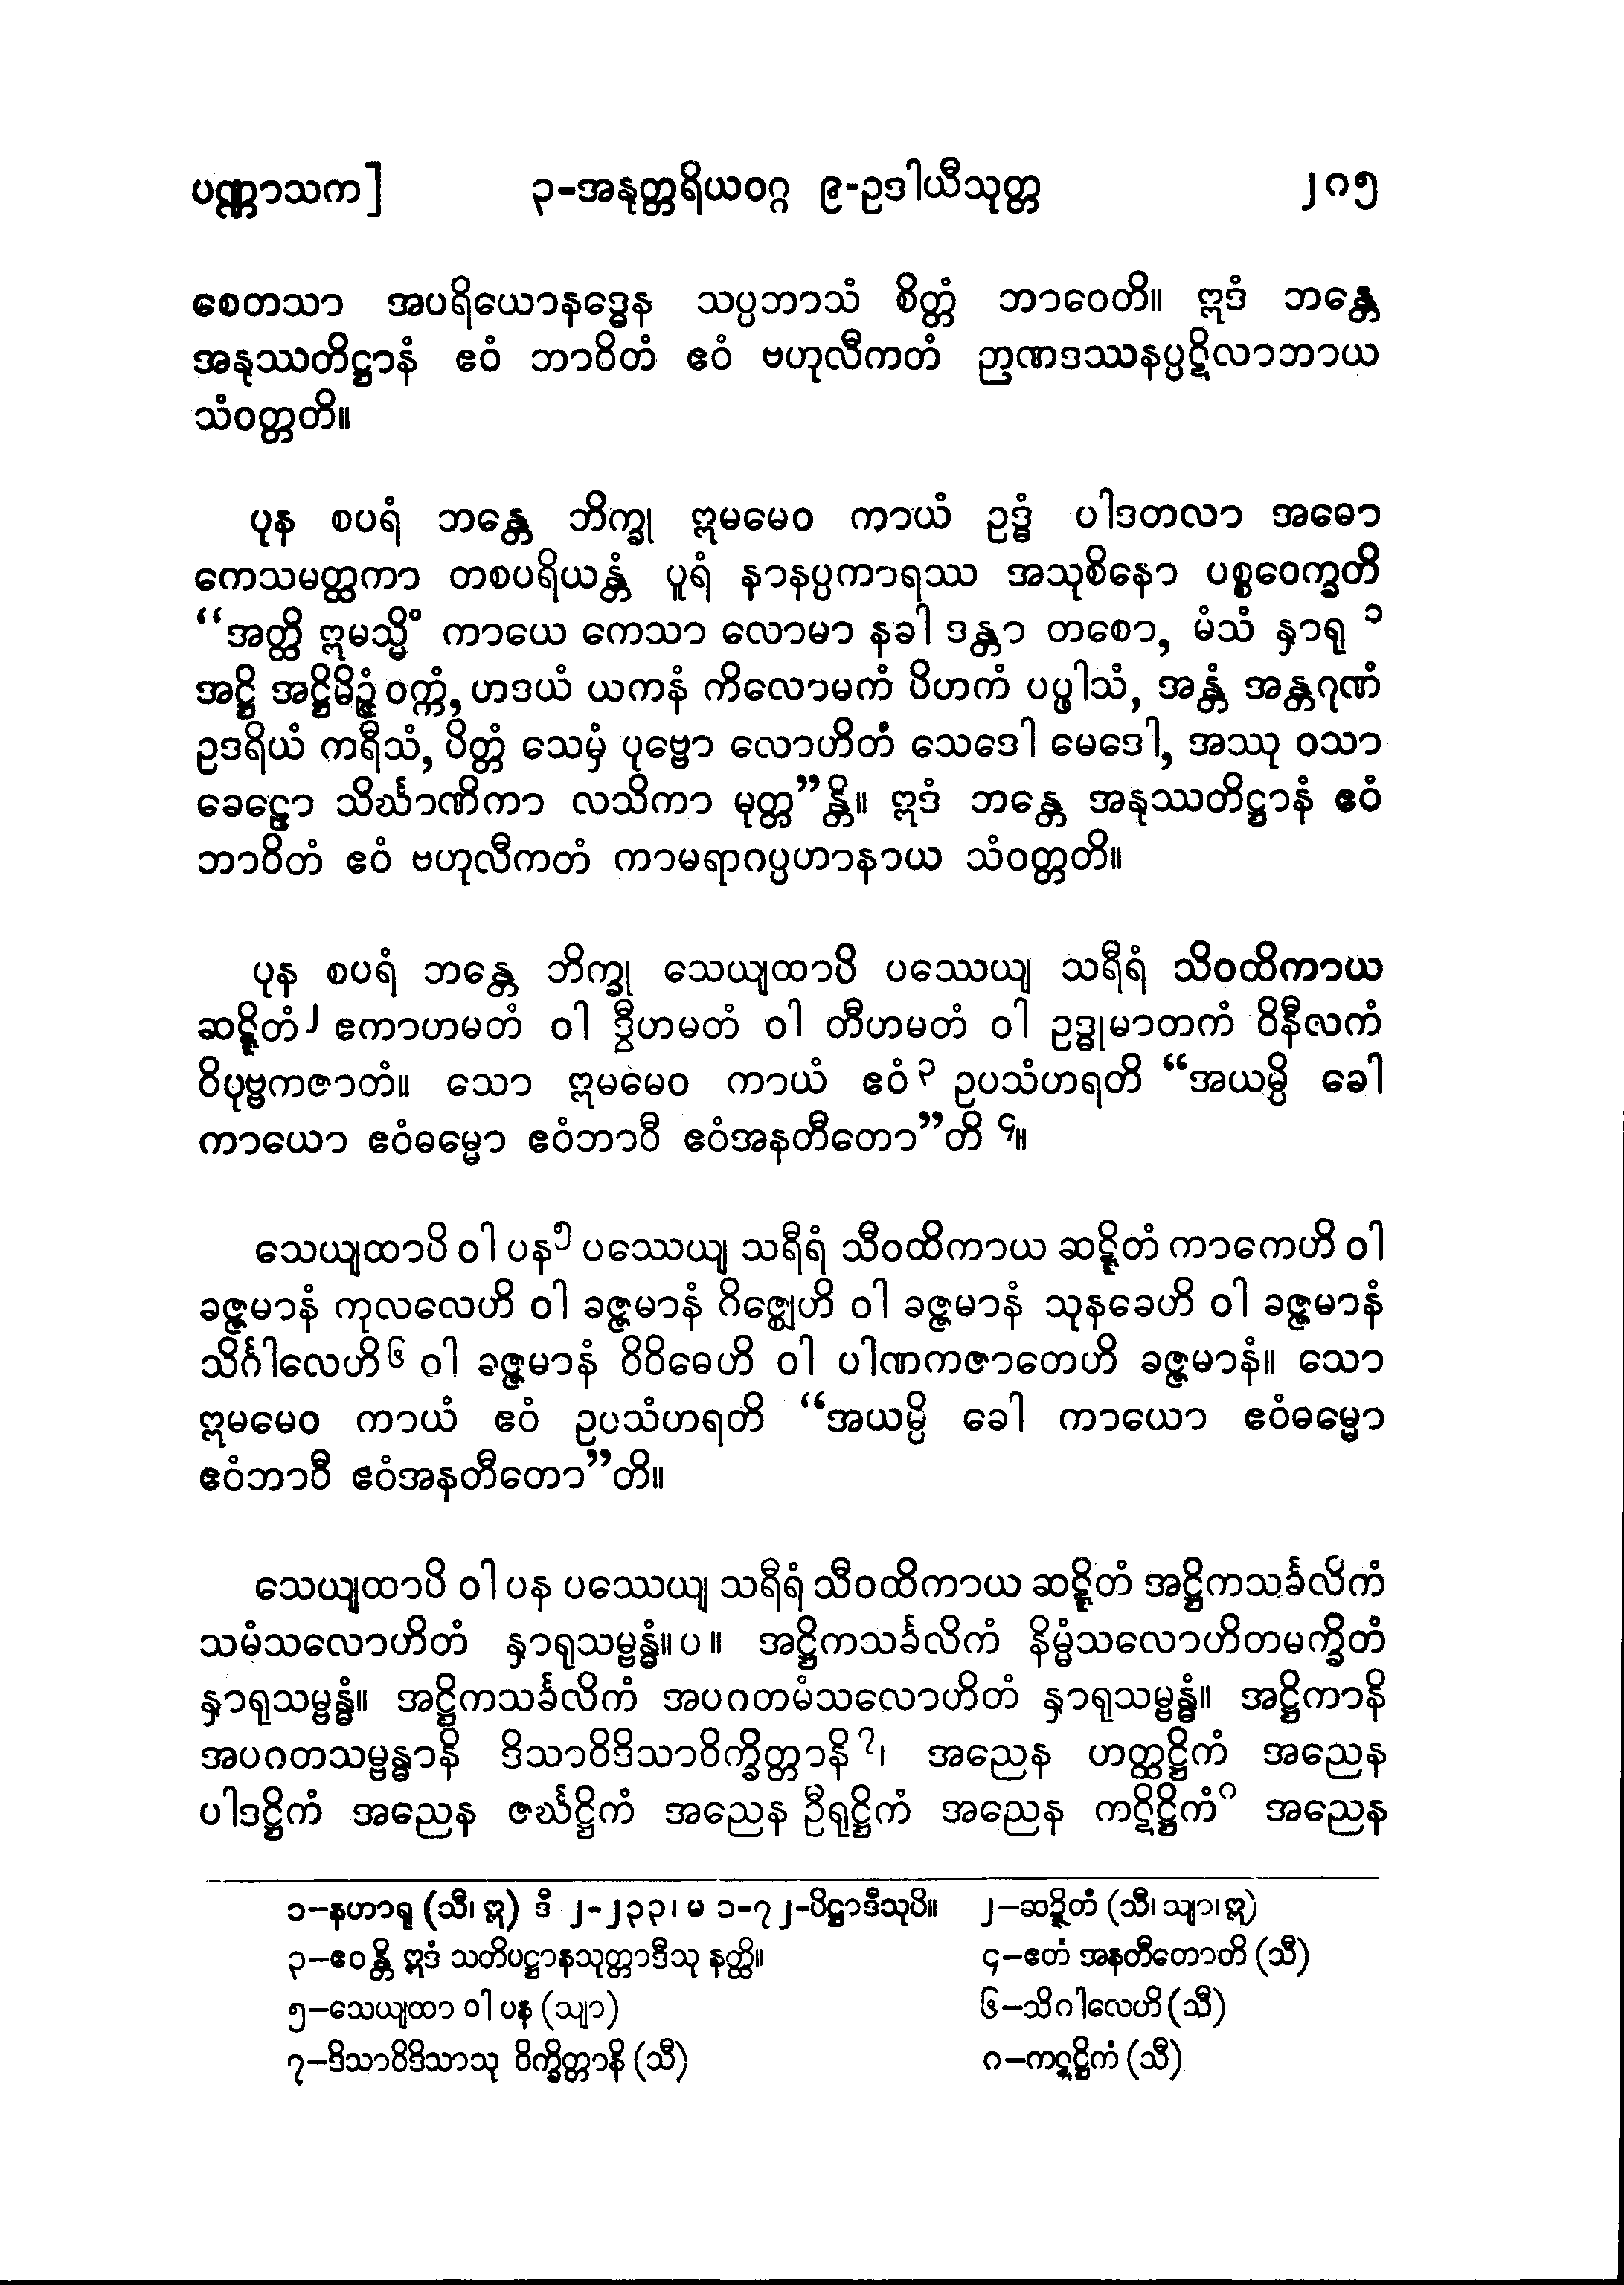 ပဏ္ဏာသက] ၃-အနုတ္တရိယဝဂ္ဂ ၉-ဥဒါယီသုတ္တ ၂၈၅
စေတသာ အပရိယောနဒ္ဓေန သပ္ပဘာသံ စိတ္တံ ဘာဝေတိ။ ဣဒံ ဘန္တေ
အနုဿတိဋ္ဌာနံ ဧဝံ ဘာဝိတံ ဧဝံ ဗဟုလီကတံ ဉာဏဒဿနပ္ပဋိလာဘာယ
သံဝတ္တတိ။
ပုန စပရံ ဘန္တေ ဘိက္ခု ဣမမေဝ ကာယံ ဥဒ္ဓံ ပါဒတလာ အဓော
ကေသမတ္ထကာ တစပရိယန္တံ ပူရံ နာနပ္ပကာရဿ အသုစိနော ပစ္စဝေက္ခတိ
“အတ္ထိ ဣမသ္မိံ ကာယေ ကေသာ လောမာ နခါ ဒန္တာ တစော, မံသံ နှာရု ၁
အဋ္ဌိ အဋ္ဌိမိဉ္ဇံ ဝက္ကံ, ဟဒယံ ယကနံ ကိလောမကံ ပိဟကံ ပပ္ဖါသံ, အန္တံ အန္တဂုဏံ
ဥဒရိယံ ကရီသံ, ပိတ္တံ သေမှံ ပုဗ္ဗော လောဟိတံ သေဒေါ မေဒေါ, အဿု ဝသာ
ခေဠော သိင်္ဃာဏိကာ လသိကာ မုတ္တ”န္တိ။ ဣဒံ ဘန္တေ အနုဿတိဋ္ဌာနံ ဧဝံ
ဘာဝိတံ ဧဝံ ဗဟုလီကတံ ကာမရာဂပ္ပဟာနာယ သံဝတ္တတိ။
ပုန စပရံ ဘန္တေ ဘိက္ခု သေယျထာပိ ပဿေယျ သရီရံ သိဝထိကာယ
ဆဋ္ဋိတံ၂ ဧကာဟမတံ ဝါ ဒွီဟမတံ ဝါ တီဟမတံ ဝါ ဥဒ္ဓုမာတကံ ဝိနီလကံ
ဝိပုဗ္ဗကဇာတံ။ သော ဣမမေဝ ကာယံ ဧဝံ ၃ ဥပသံဟရတိ “အယမ္ပိ ခေါ
ကာယော ဧဝံဓမ္မော ဧဝံဘာဝီ ဧဝံအနတီတော”တိ ၄။
သေယျထာပိ ဝါ ပန၅ ပဿေယျ သရီရံ သီဝထိကာယ ဆဋ္ဋိတံ ကာကေဟိ ဝါ
ခဇ္ဇမာနံ ကုလလေဟိ ဝါ ခဇ္ဇမာနံ ဂိဇ္ဈေဟိ ဝါ ခဇ္ဇမာနံ သုနခေဟိ ဝါ ခဇ္ဇမာနံ
သိင်္ဂါလေဟိ၆ ဝါ ခဇ္ဇမာနံ ဝိဝိဓေဟိ ဝါ ပါဏကဇာတေဟိ ခဇ္ဇမာနံ။ သော
ဣမမေဝ ကာယံ ဧဝံ ဥပသံဟရတိ “အယမ္ပိ ခေါ ကာယော ဧဝံဓမ္မော
ဧဝံဘာဝီ ဧဝံအနတီတော”တိ။
သေယျထာပိ ဝါ ပန ပဿေယျ သရီရံ သီဝထိကာယ ဆဋ္ဋိတံ အဋ္ဌိကသင်္ခလိကံ
သမံသလောဟိတံ နှာရုသမ္ဗန္ဓံ။ ပ ။ အဋ္ဌိကသင်္ခလိကံ နိမ္မံသလောဟိတမက္ခိတံ
နှာရုသမ္ဗန္ဓံ။ အဋ္ဌိကသင်္ခလိကံ အပဂတမံသလောဟိတံ နှာရုသမ္ဗန္ဓံ။ အဋ္ဌိကာနိ
အပဂတသမ္ဗန္ဓာနိ ဒိသာဝိဒိသာဝိက္ခိတ္တာနိ ၇၊ အညေန ဟတ္ထဋ္ဌိကံ အညေန
ပါဒဋ္ဌိကံ အညေန ဇင်္ဃဋ္ဌိကံ အညေန ဦရုဋ္ဌိကံ အညေန ကဋိဋ္ဌိကံ၈ အညေန
၁–နဟာရူ (သီ၊ ဣ) ဒီ ၂-၂၃၃၊ မ ၁-၇၂-ပိဋ္ဌာဒီသုပိ။ ၂–ဆဍ္ဍိတံ (သီ၊ သျာ၊ ဣ)
၃–ဧဝန္တိ ဣဒံ သတိပဋ္ဌာနသုတ္တာဒီသု နတ္ထိ။ ၄–ဧတံ အနတီတောတိ (သီ)
၅–သေယျထာ ဝါ ပန (သျာ) ၆–သိဂါလေဟိ (သီ)
၇–ဒိသာဝိဒိသာသု ဝိက္ခိတ္တာနိ (သီ) ၈–ကဋဋ္ဌိကံ (သီ)